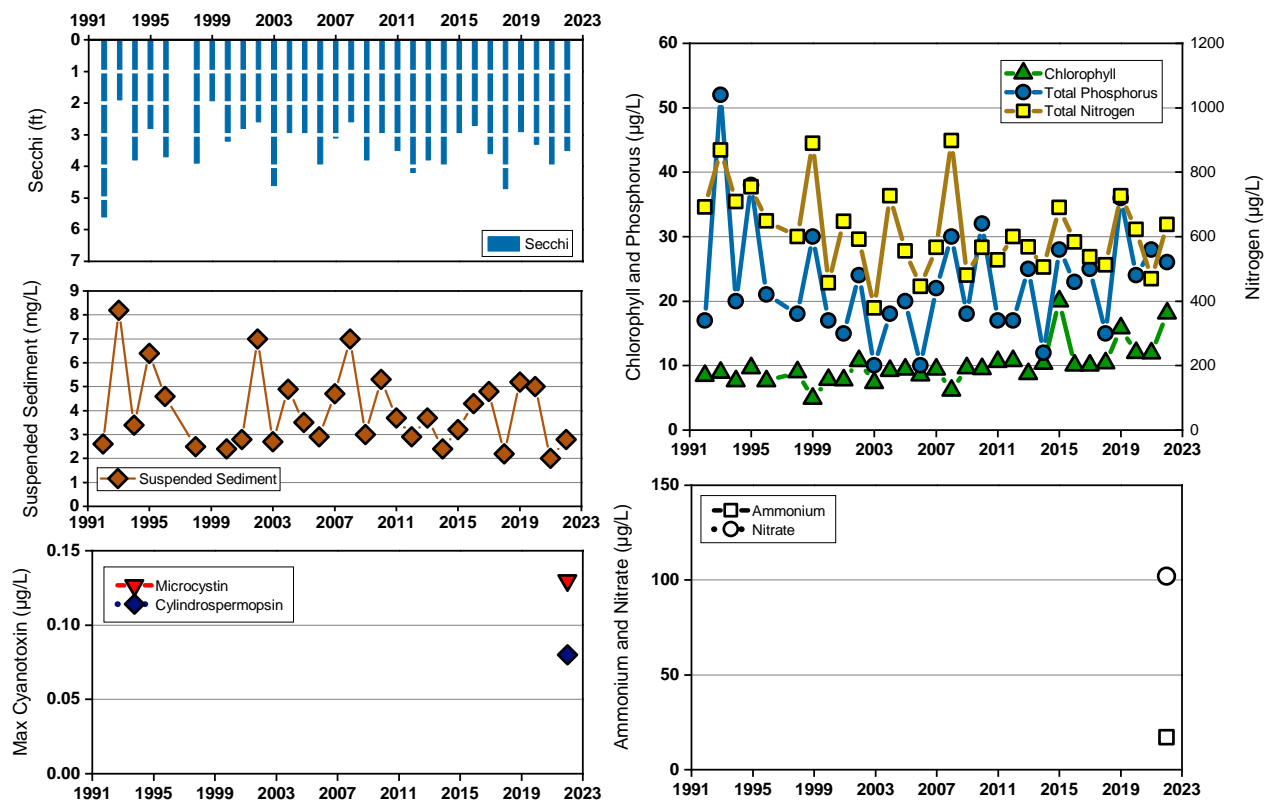 1991 1995 1999 2003 2007 2011 2015 2019 2023
0
1
2
3
4
5
6
7
Secchi (ft)
Secchi
9
8
7
6
5
4
3
2
1
0
Suspended Sediment (mg/L)
Suspended Sediment
1991 1995 1999 2003 2007 2011 2015 2019 2023
0.15
0.10
0.05
0.00
Max Cyanotoxin (µg/L)
Microcystin
Cylindrospermopsin
1991 1995 1999 2003 2007 2011 2015 2019 2023
60
50
40
30
20
10
0
Chlorophyll and Phosphorus (µg/L)
Chlorophyll
Total Phosphorus
Total Nitrogen
1200
1000
800
600
400
200
0
Nitrogen (µg/L)
1991 1995 1999 2003 2007 2011 2015 2019 2023
150
100
50
0
Ammonium and Nitrate (µg/L)
Ammonium
Nitrate
1991 1995 1999 2003 2007 2011 2015 2019 2023